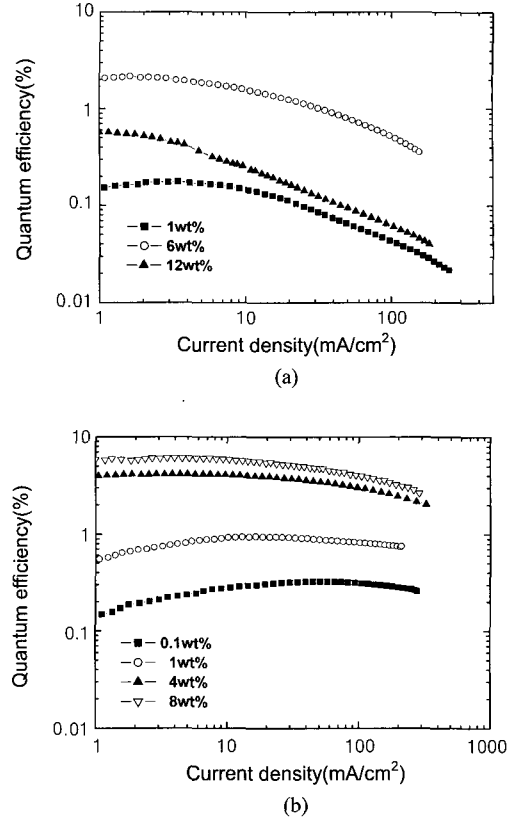 10
1
0.1
0.01
Quantum efficiency(%)
1wt%
6wt%
12wt%
1
10
100
Current density(mA/cm²)
(a)
10
1
0.1
0.01
Quantum efficiency(%)
0.1wt%
1wt%
4wt%
8wt%
1
10
100
1000
Current density(mA/cm²)
(b)